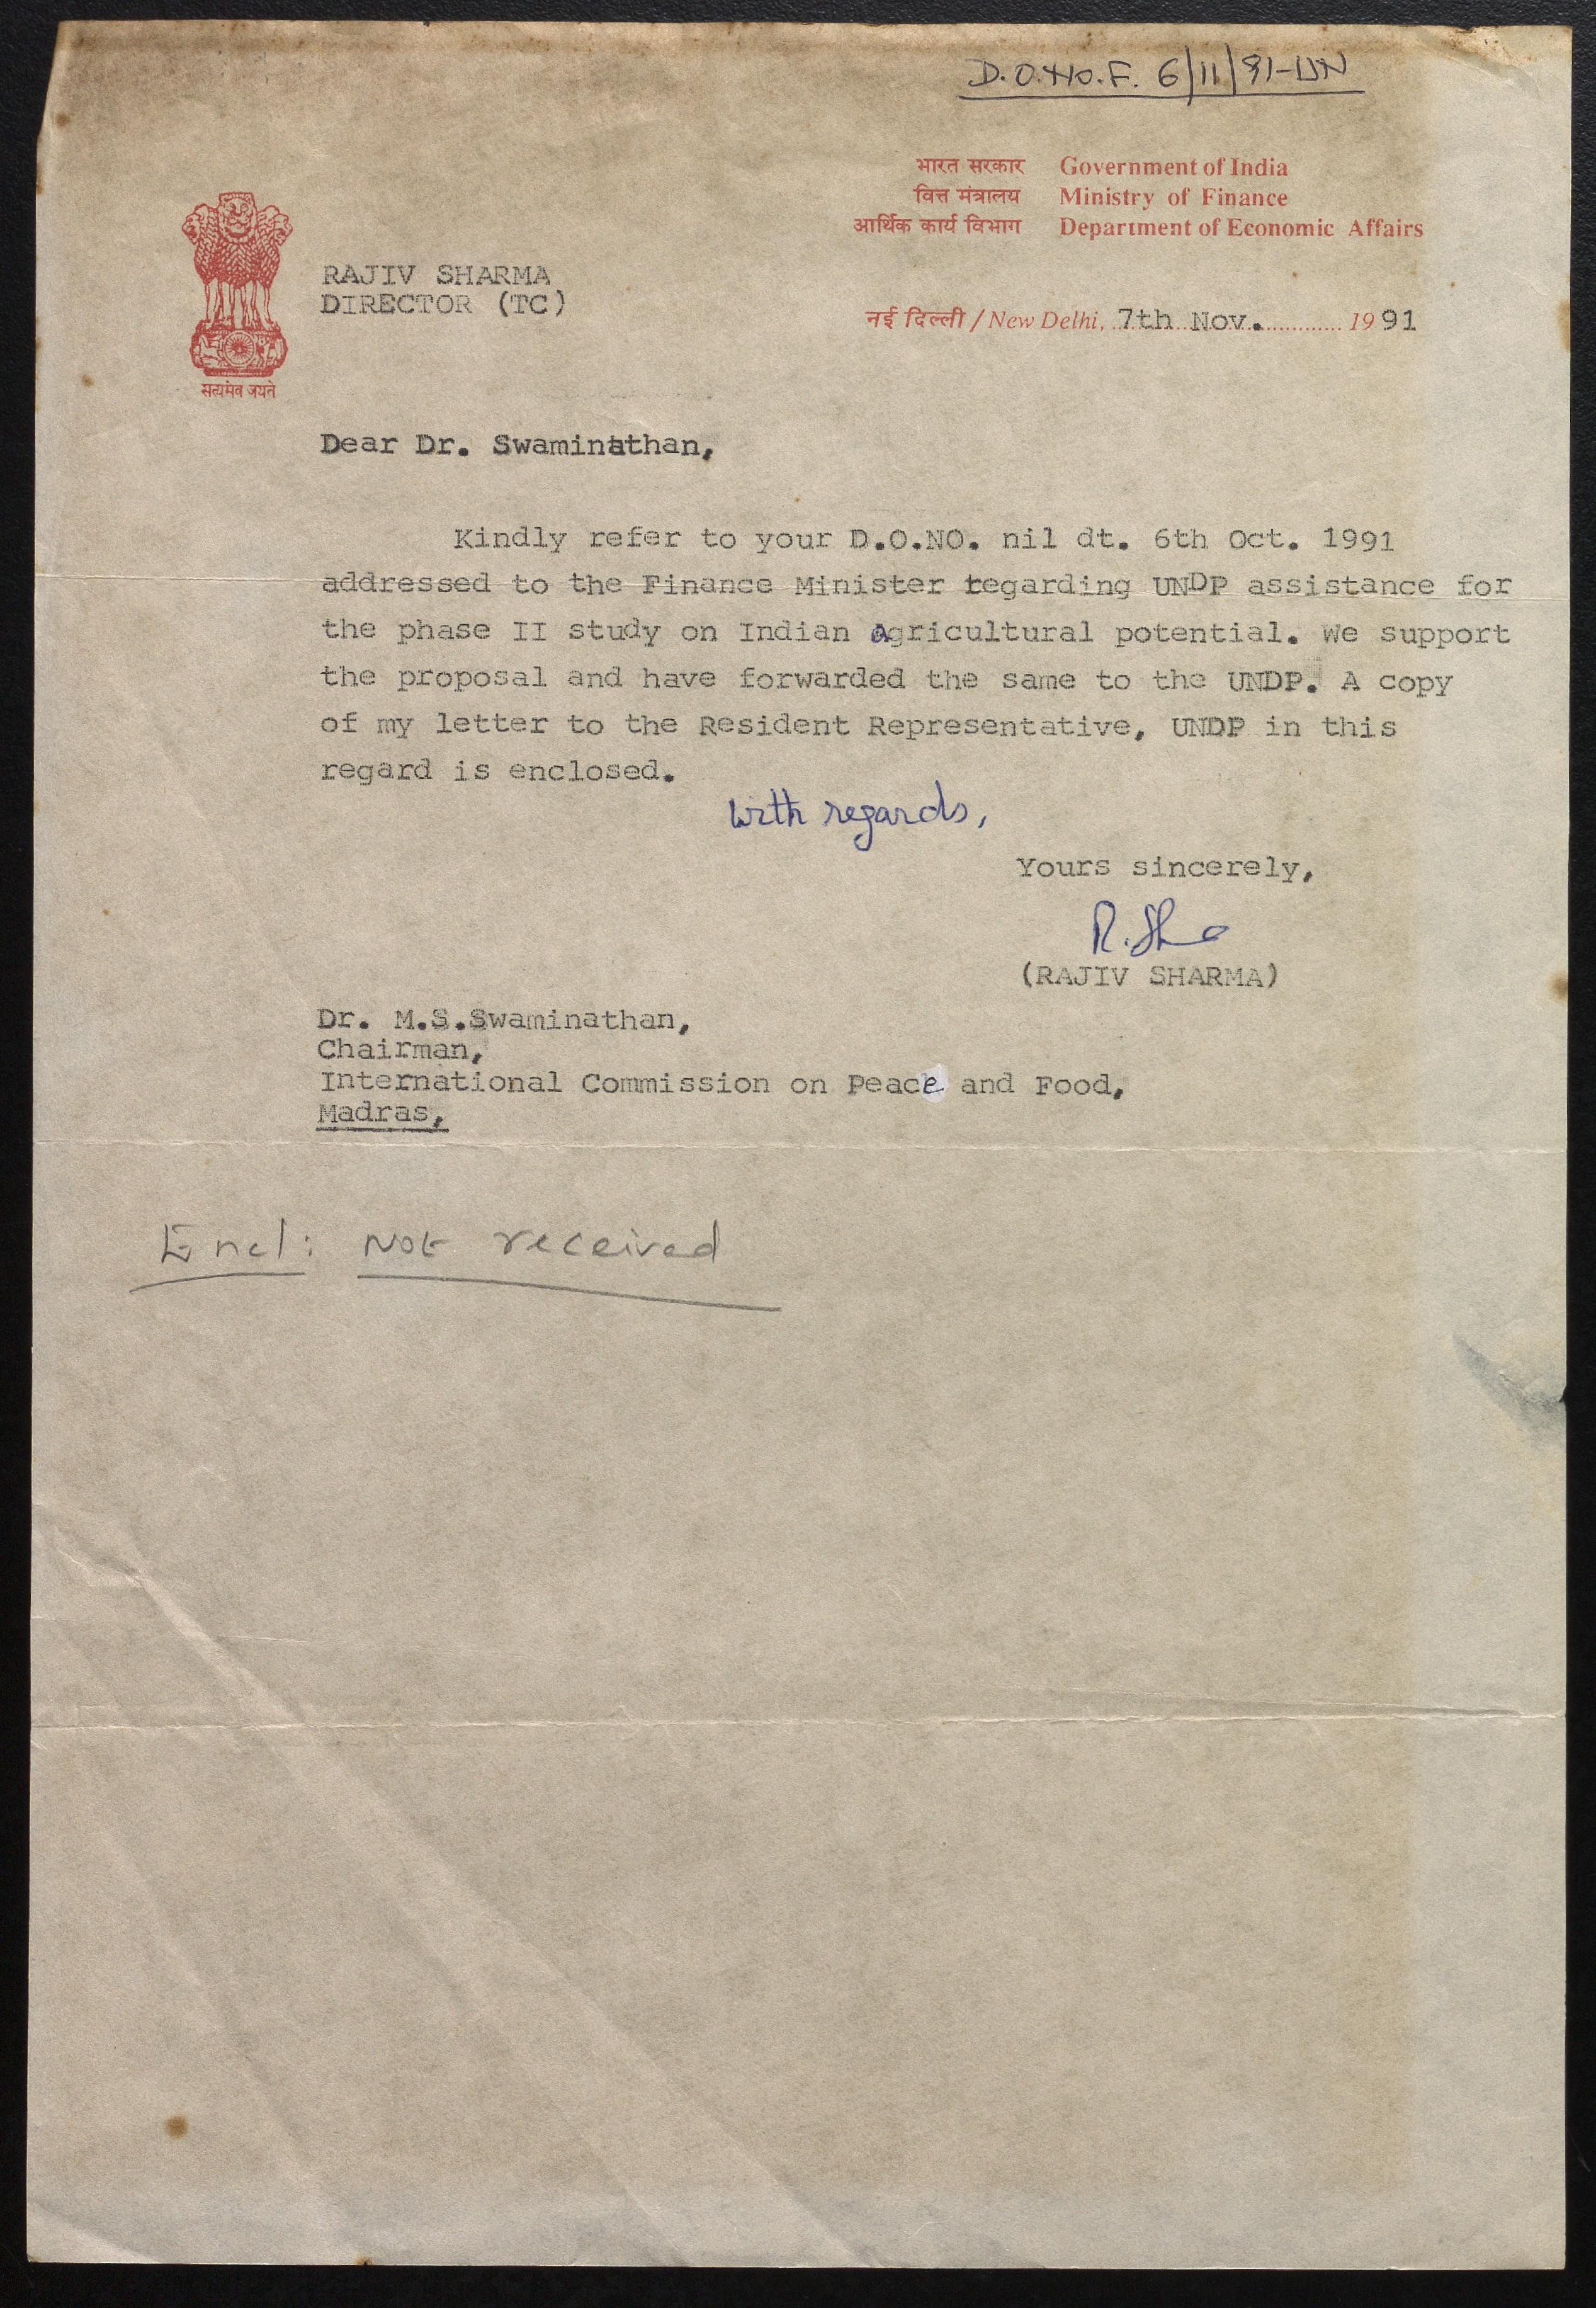 D.O.No.F. 6/11/91-UN
भारत सरकार Government of India
वित्त मंत्रालय Ministry of Finance
आर्थिक कार्य विभाग Department of Economic Affairs
सत्यमेव जयते
RAJIV SHARMA
DIRECTOR (TC)
नई दिल्ली / New Delhi, 7th Nov. 1991
Dear Dr. Swaminathan,
Kindly refer to your D.O.NO. nil dt. 6th Oct. 1991
addressed to the Finance Minister regarding UNDP assistance for
the phase II study on Indian agricultural potential. We support
the proposal and have forwarded the same to the UNDP. A copy
of my letter to the Resident Representative, UNDP in this
regard is enclosed.
With regards,
Yours sincerely,
R. Sha
(RAJIV SHARMA)
Dr. M.S.Swaminathan,
Chairman,
International Commission on Peace and Food,
Madras,
Encl: Not received